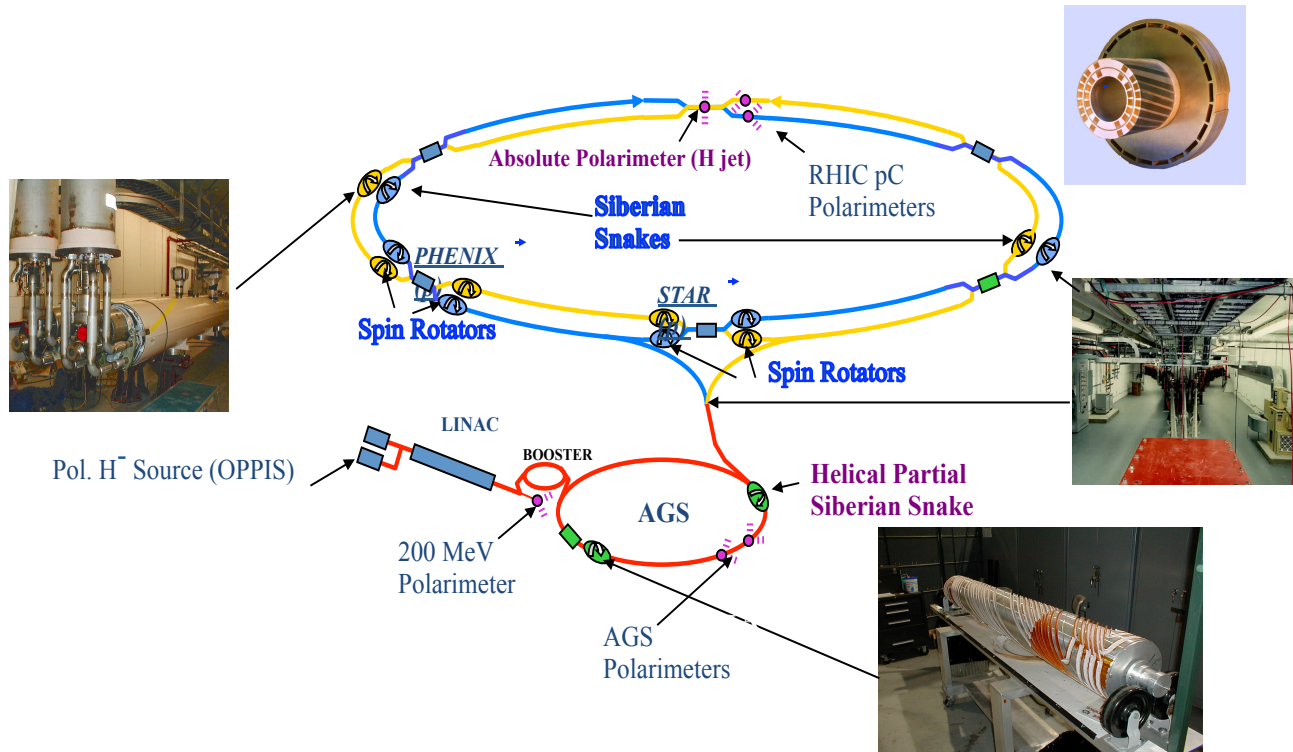 Absolute Polarimeter (H jet)
RHIC pC
Polarimeters
Siberian
Snakes
PHENIX
(p)
STAR
Spin Rotators
Spin Rotators
LINAC
BOOSTER
Pol. H⁻ Source (OPPIS)
AGS
Helical Partial
Siberian Snake
200 MeV
Polarimeter
AGS
Polarimeters